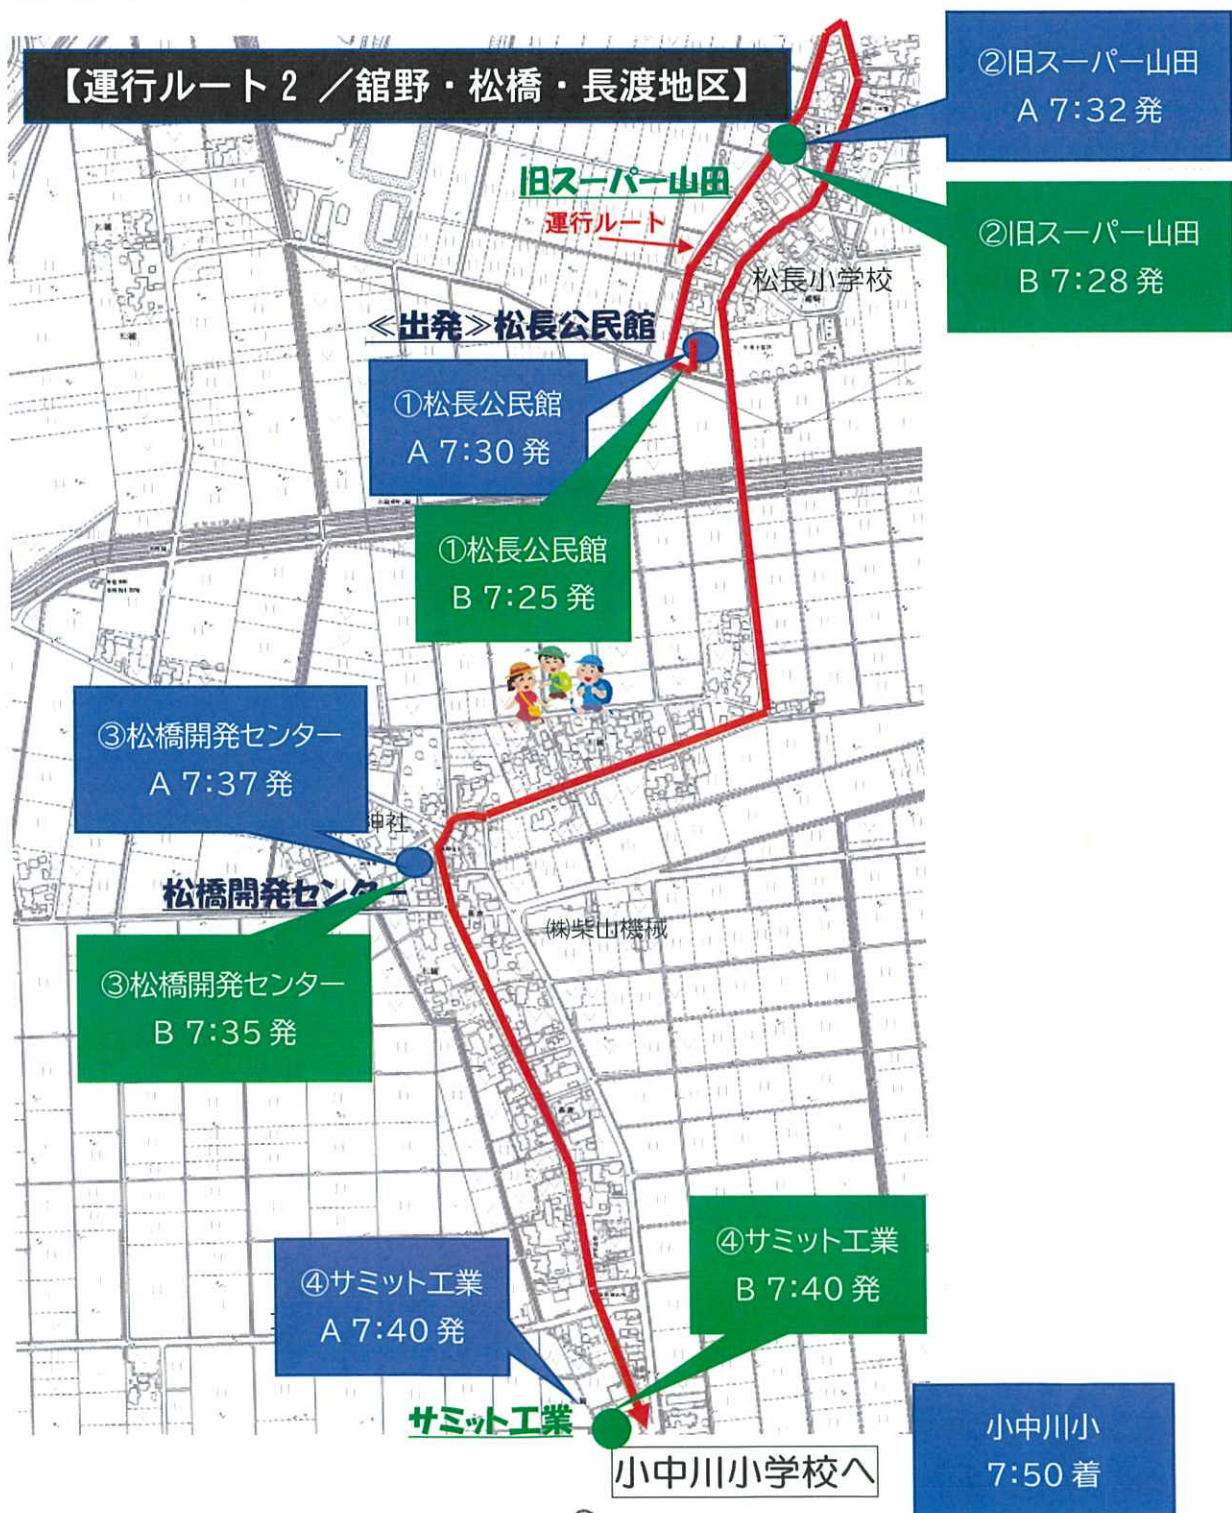 【運行ルート2 ／舘野・松橋・長渡地区】
②旧スーパー山田
A 7:32 発
旧スーパー山田
運行ルート
②旧スーパー山田
B 7:28 発
松長小学校
≪出発≫松長公民館
①松長公民館
A 7:30 発
①松長公民館
B 7:25 発
③松橋開発センター
A 7:37 発
神社
松橋開発センター
㈱柴山機械
③松橋開発センター
B 7:35 発
④サミット工業
B 7:40 発
④サミット工業
A 7:40 発
サミット工業
小中川小学校へ
小中川小
7:50 着